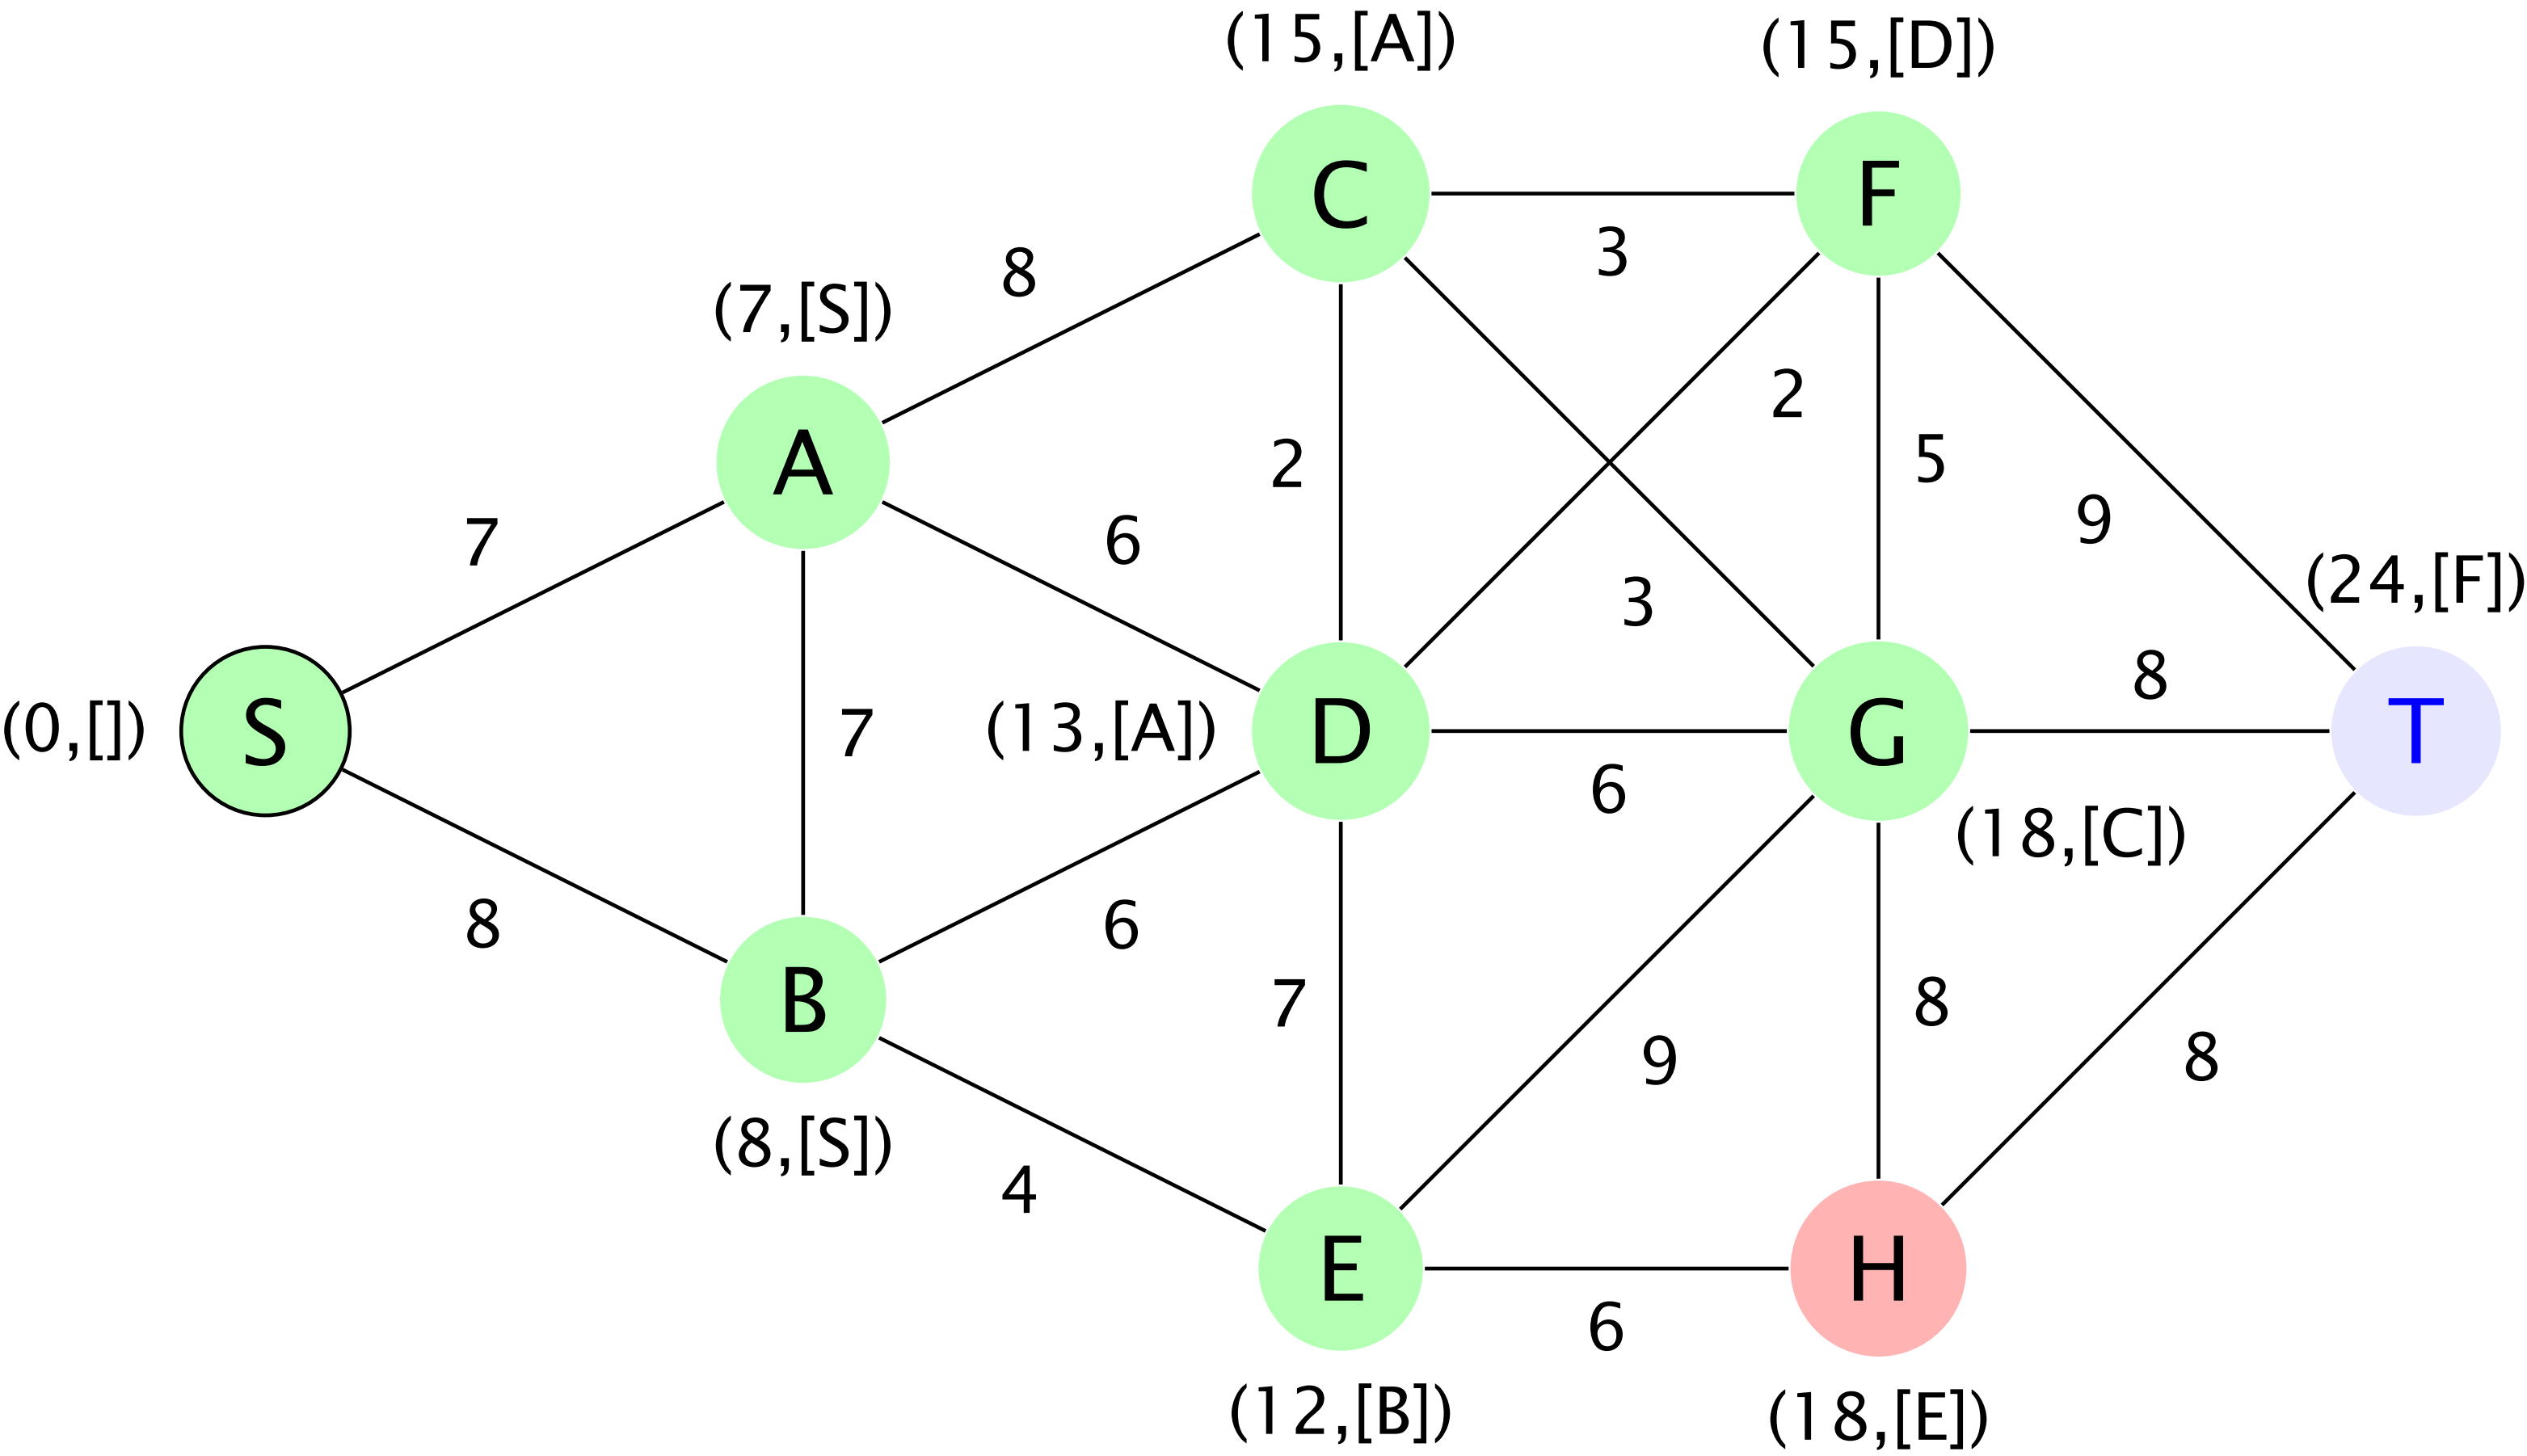 (15,[A])
(15,[D])
C
F
3
8
(7,[S])
2
A
2
5
6
9
7
(24,[F])
3
8
(0,[])
S
7
(13,[A])
D
G
T
6
(18,[C])
8
6
B
7
8
9
8
(8,[S])
4
E
H
6
(12,[B])
(18,[E])